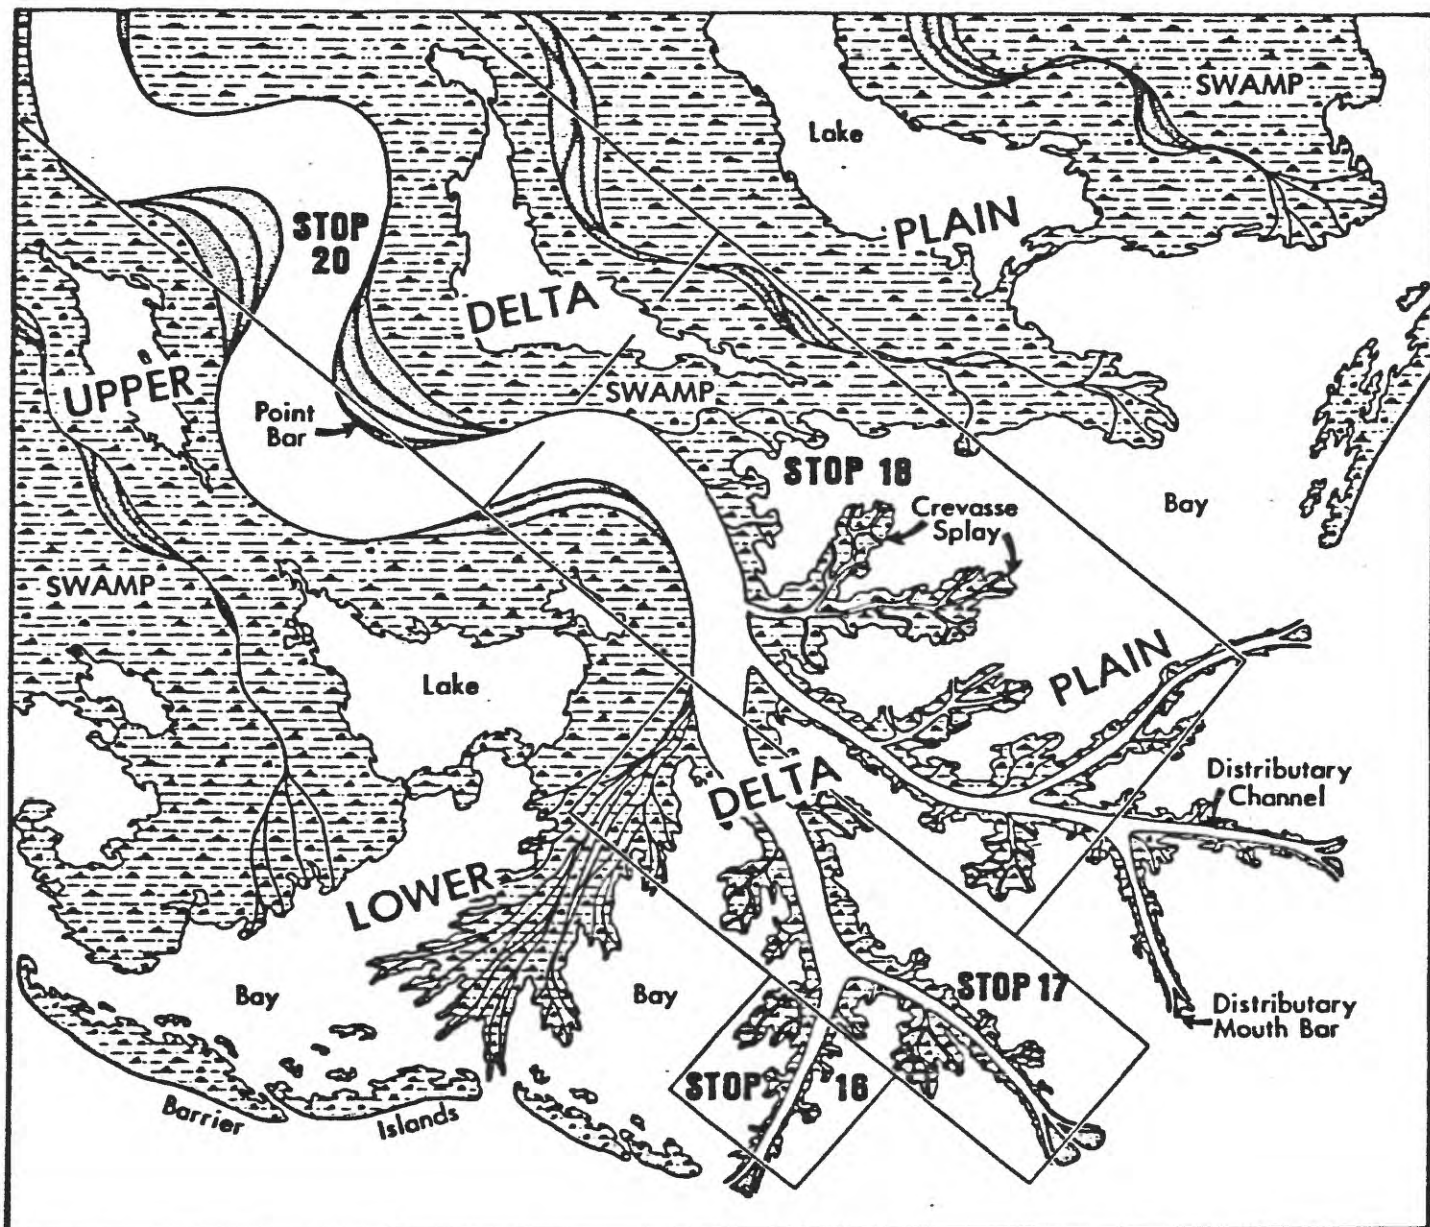 SWAMP
Lake
PLAIN
STOP
20
DELTA
UPPER
SWAMP
Point
Bar
STOP 18
Bay
Crevasse
Splay
SWAMP
Lake
PLAIN
DELTA
Distributary
Channel
LOWER
Bay
Bay
STOP 17
Distributary
Mouth Bar
STOP 16
Barrier Islands